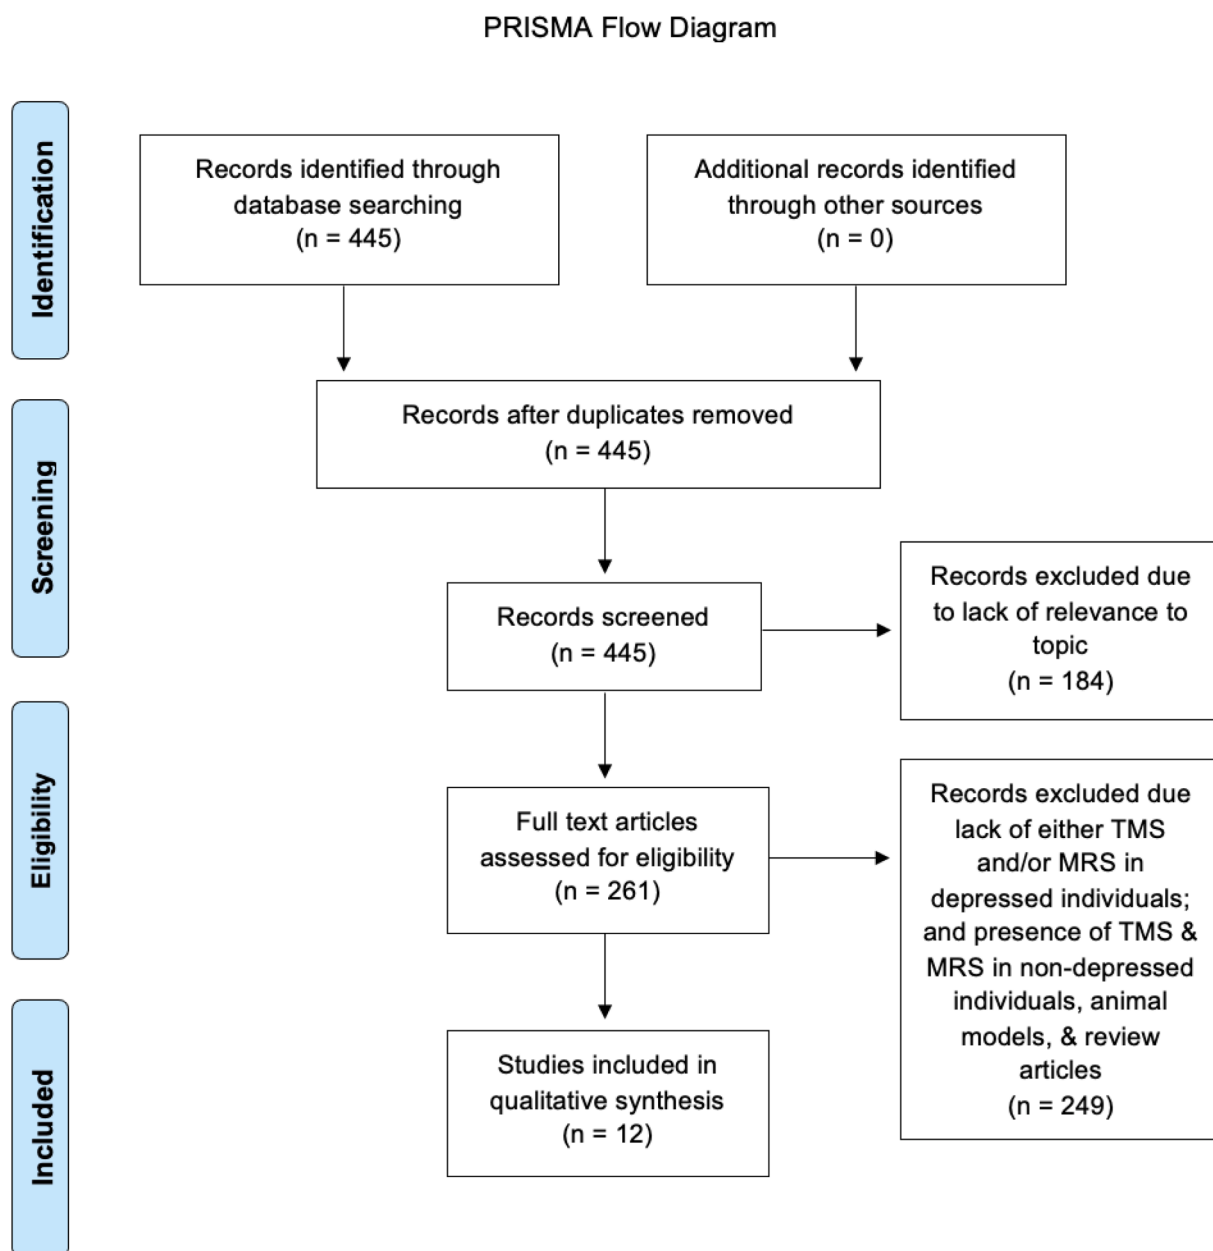 PRISMA Flow Diagram
Identification
Records identified through
database searching
(n = 445)
Additional records identified
through other sources
(n = 0)
Records after duplicates removed
(n = 445)
Screening
Records screened
(n = 445)
Records excluded due
to lack of relevance to
topic
(n = 184)
Eligibility
Full text articles
assessed for eligibility
(n = 261)
Records excluded due
lack of either TMS
and/or MRS in
depressed individuals;
and presence of TMS &
MRS in non-depressed
individuals, animal
models, & review
articles
(n = 249)
Included
Studies included in
qualitative synthesis
(n = 12)